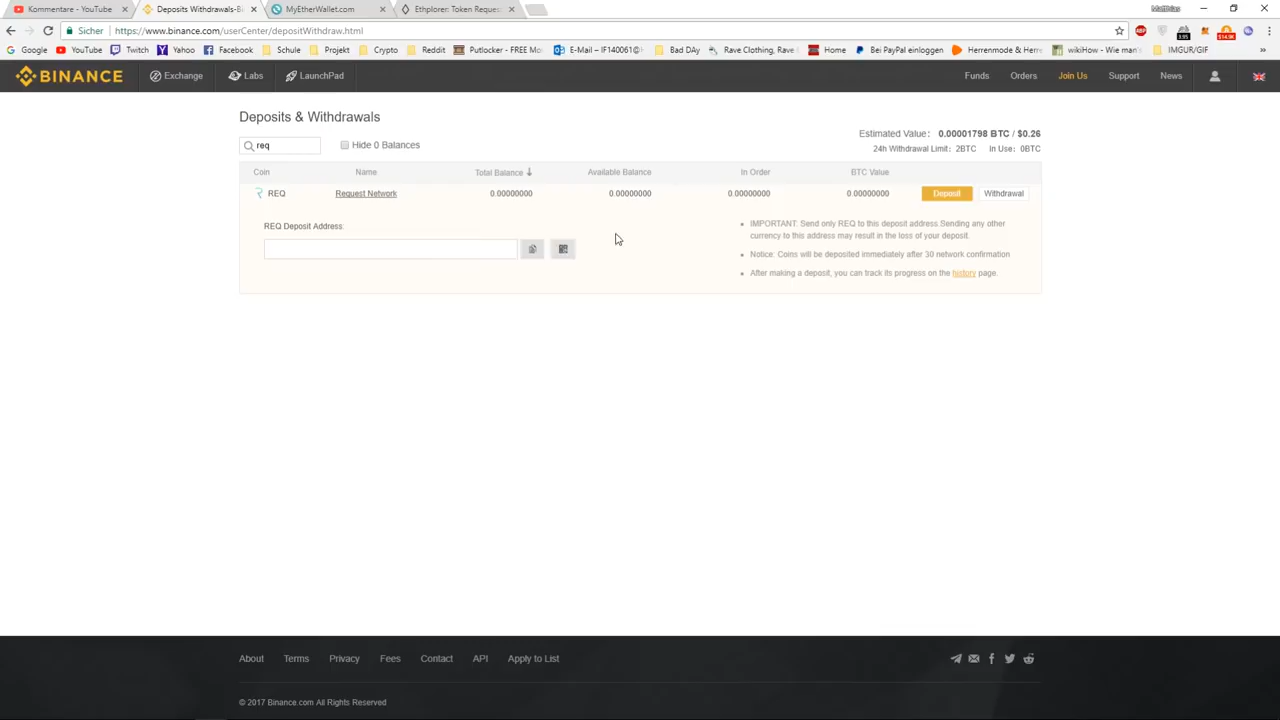 Kommentare - YouTube
Deposits Withdrawals-Bi
MyEtherWallet.com
Ethplorer: Token Reques
Sicher
https://www.binance.com/userCenter/depositWithdraw.html
Google
YouTube
Twitch
Yahoo
Facebook
Schule
Projekt
Crypto
Reddit
Putlocker - FREE Mov
E-Mail – IF140061@
Bad DAy
Rave Clothing, Rave
Home
Bei PayPal einloggen
Herrenmode & Herre
wikiHow - Wie man'
IMGUR/GIF
BINANCE
Exchange
Labs
LaunchPad
Funds
Orders
Join Us
Support
News
Deposits & Withdrawals
req
Hide 0 Balances
Estimated Value: 0.00001798 BTC / $0.26
24h Withdrawal Limit: 2BTC In Use: 0BTC
Coin
Name
Total Balance
Available Balance
In Order
BTC Value
REQ
Request Network
0.00000000
0.00000000
0.00000000
0.00000000
Deposit
Withdrawal
REQ Deposit Address:
IMPORTANT: Send only REQ to this deposit address.Sending any other
currency to this address may result in the loss of your deposit.
Notice: Coins will be deposited immediately after 30 network confirmation
After making a deposit, you can track its progress on the history page.
About
Terms
Privacy
Fees
Contact
API
Apply to List
© 2017 Binance.com All Rights Reserved